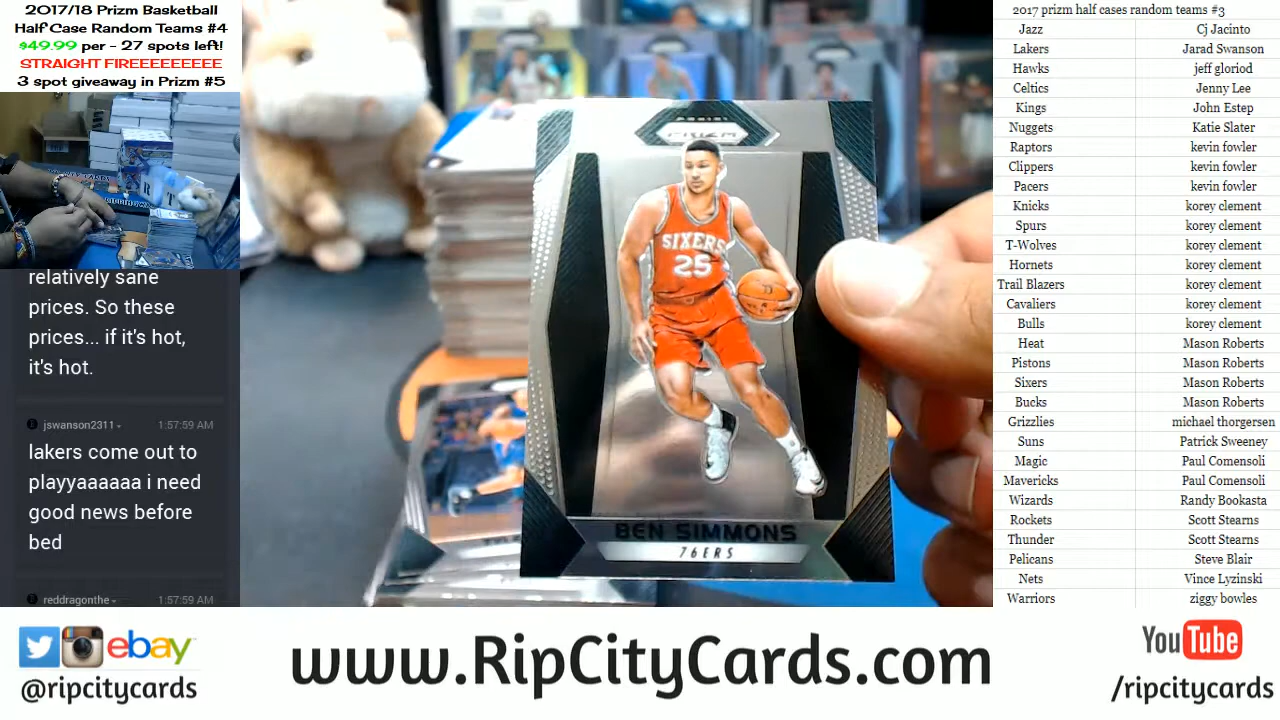 2017/18 Prizm Basketball
Half Case Random Teams #4
$49.99 per - 27 spots left!
STRAIGHT FIREEEEEEEEE
3 spot giveaway in Prizm #5
relatively sane
prices. So these
prices... if it's hot,
it's hot.
jswanson2311 1:57:59 AM
lakers come out to
playyaaaaaa i need
good news before
bed
reddragonthe 1:57:59 AM
PANINI
PRIZM
SIXERS
25
BEN SIMMONS
76ERS
2017 prizm half cases random teams #3
Jazz Cj Jacinto
Lakers Jarad Swanson
Hawks jeff gloriod
Celtics Jenny Lee
Kings John Estep
Nuggets Katie Slater
Raptors kevin fowler
Clippers kevin fowler
Pacers kevin fowler
Knicks korey clement
Spurs korey clement
T-Wolves korey clement
Hornets korey clement
Trail Blazers korey clement
Cavaliers korey clement
Bulls korey clement
Heat Mason Roberts
Pistons Mason Roberts
Sixers Mason Roberts
Bucks Mason Roberts
Grizzlies michael thorgersen
Suns Patrick Sweeney
Magic Paul Comensoli
Mavericks Paul Comensoli
Wizards Randy Bookasta
Rockets Scott Stearns
Thunder Scott Stearns
Pelicans Steve Blair
Nets Vince Lyzinski
Warriors ziggy bowles
ebay
@ripcitycards
www.RipCityCards.com
YouTube
/ripcitycards